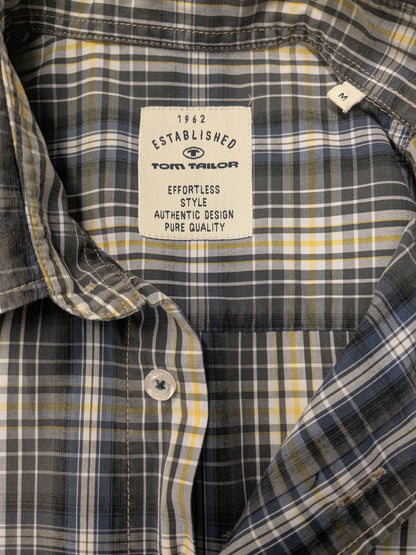 1962
ESTABLISHED
TOM TAILOR
EFFORTLESS
STYLE
AUTHENTIC DESIGN
PURE QUALITY
M